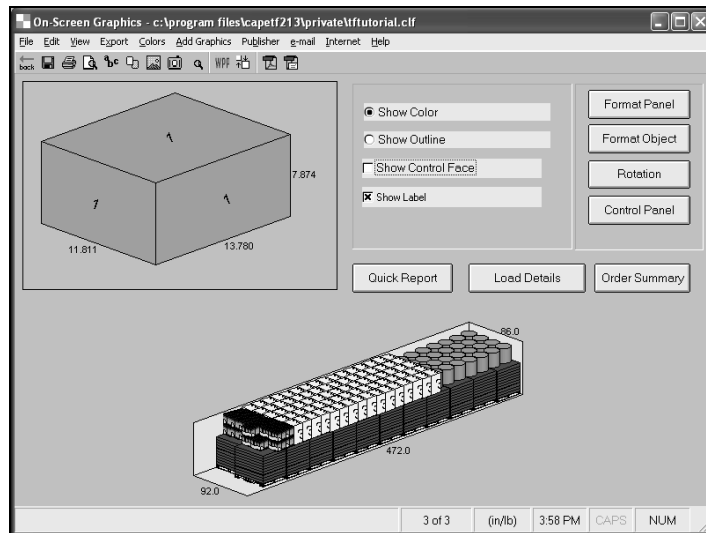 On-Screen Graphics - c:\program files\capetf213\private\tftutorial.clf
File Edit View Export Colors Add Graphics Publisher e-mail Internet Help
back abc WPF
1
1
1
7.874
11.811
13.780
Show Color
Show Outline
Show Control Face
Show Label
Format Panel
Format Object
Rotation
Control Panel
Quick Report
Load Details
Order Summary
86.0
472.0
92.0
3 of 3 (in/lb) 3:58 PM CAPS NUM